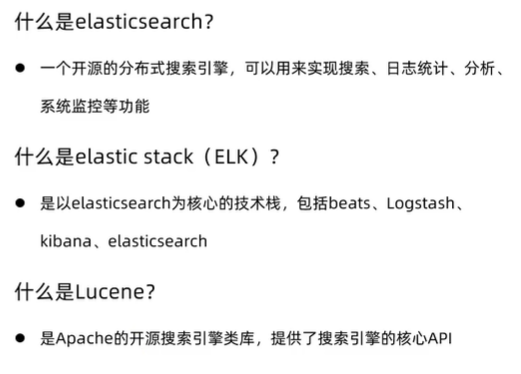 什么是elasticsearch?
● 一个开源的分布式搜索引擎，可以用来实现搜索、日志统计、分析、
系统监控等功能
什么是elastic stack（ELK）?
● 是以elasticsearch为核心的技术栈，包括beats、Logstash、
kibana、elasticsearch
什么是Lucene?
● 是Apache的开源搜索引擎类库，提供了搜索引擎的核心API